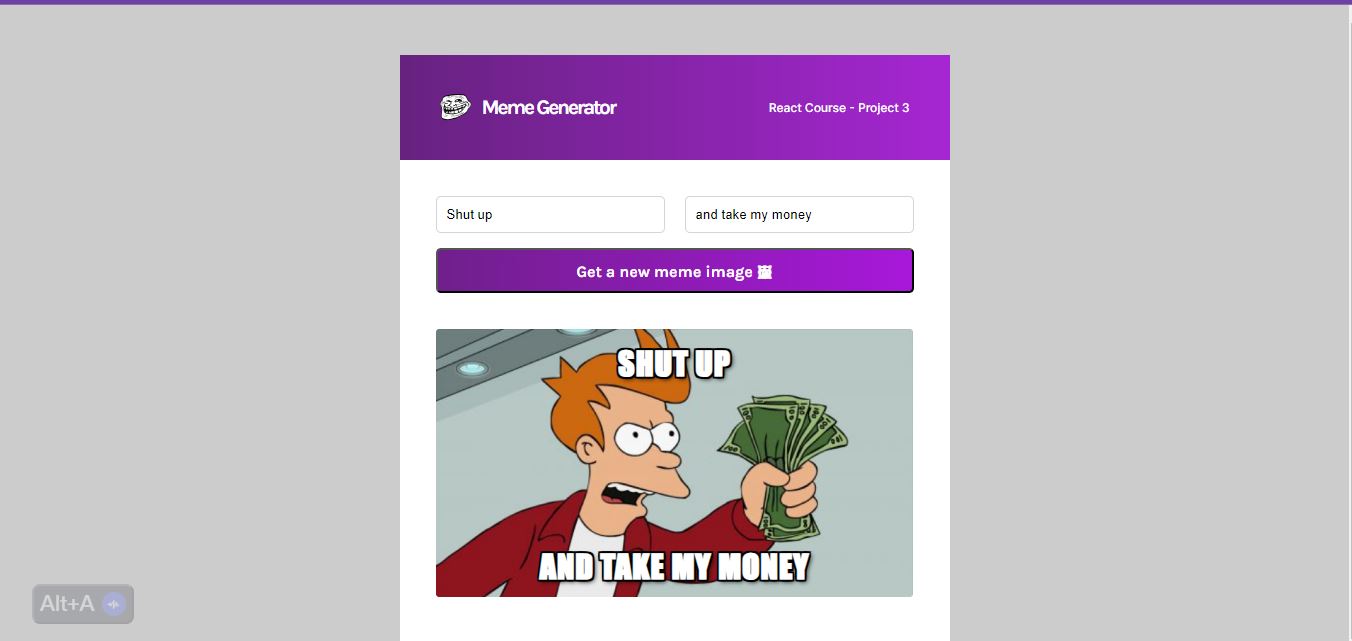 Meme Generator
React Course - Project 3
Shut up
and take my money
Get a new meme image 🖼
SHUT UP
AND TAKE MY MONEY
Alt+A